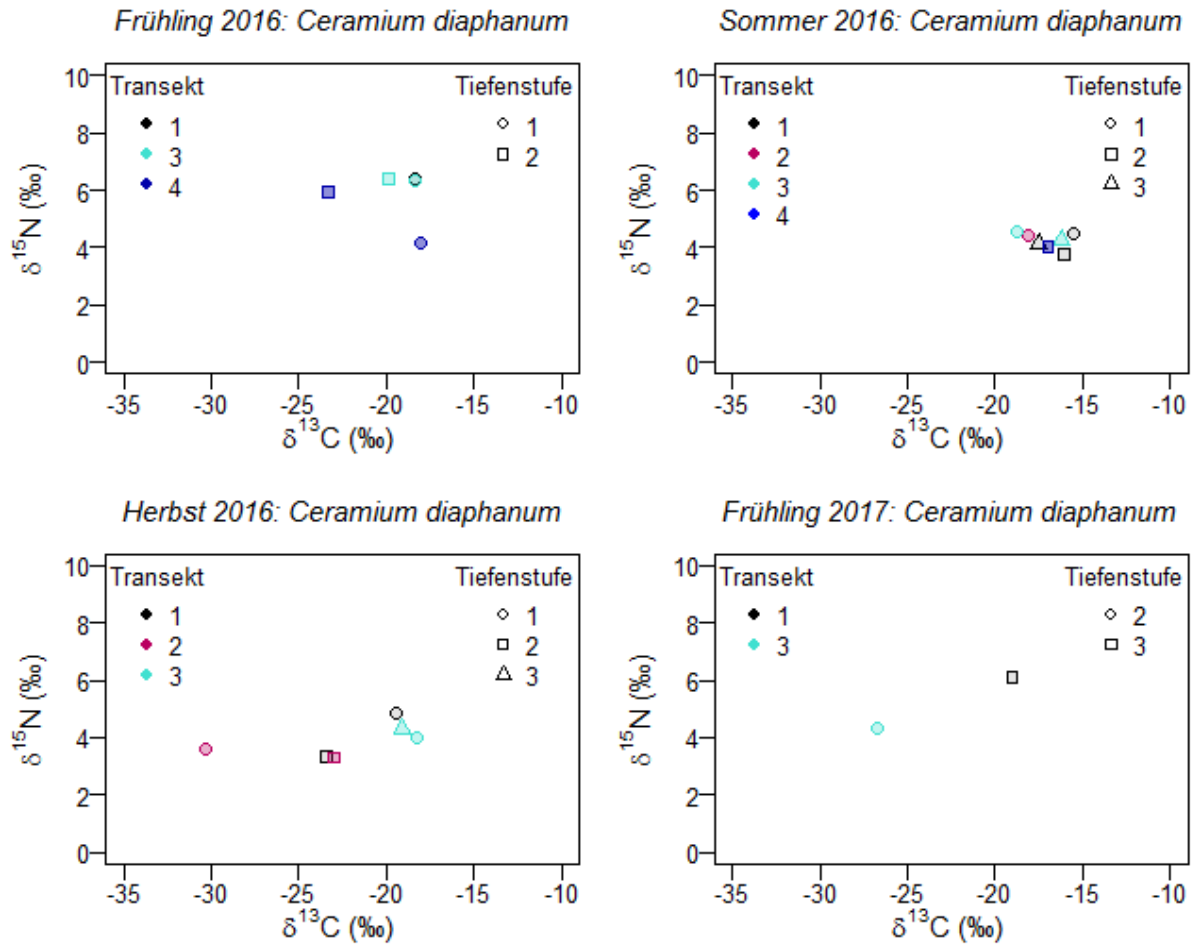 Frühling 2016: Ceramium diaphanum
Transekt Tiefenstufe
1 1
3 2
4
10
8
6
4
2
0
δ15N (‰)
-35 -30 -25 -20 -15 -10
δ13C (‰)
Sommer 2016: Ceramium diaphanum
Transekt Tiefenstufe
1 1
2 2
3 3
4
10
8
6
4
2
0
δ15N (‰)
-35 -30 -25 -20 -15 -10
δ13C (‰)
Herbst 2016: Ceramium diaphanum
Transekt Tiefenstufe
1 1
2 2
3 3
10
8
6
4
2
0
δ15N (‰)
-35 -30 -25 -20 -15 -10
δ13C (‰)
Frühling 2017: Ceramium diaphanum
Transekt Tiefenstufe
1 2
3 3
10
8
6
4
2
0
δ15N (‰)
-35 -30 -25 -20 -15 -10
δ13C (‰)